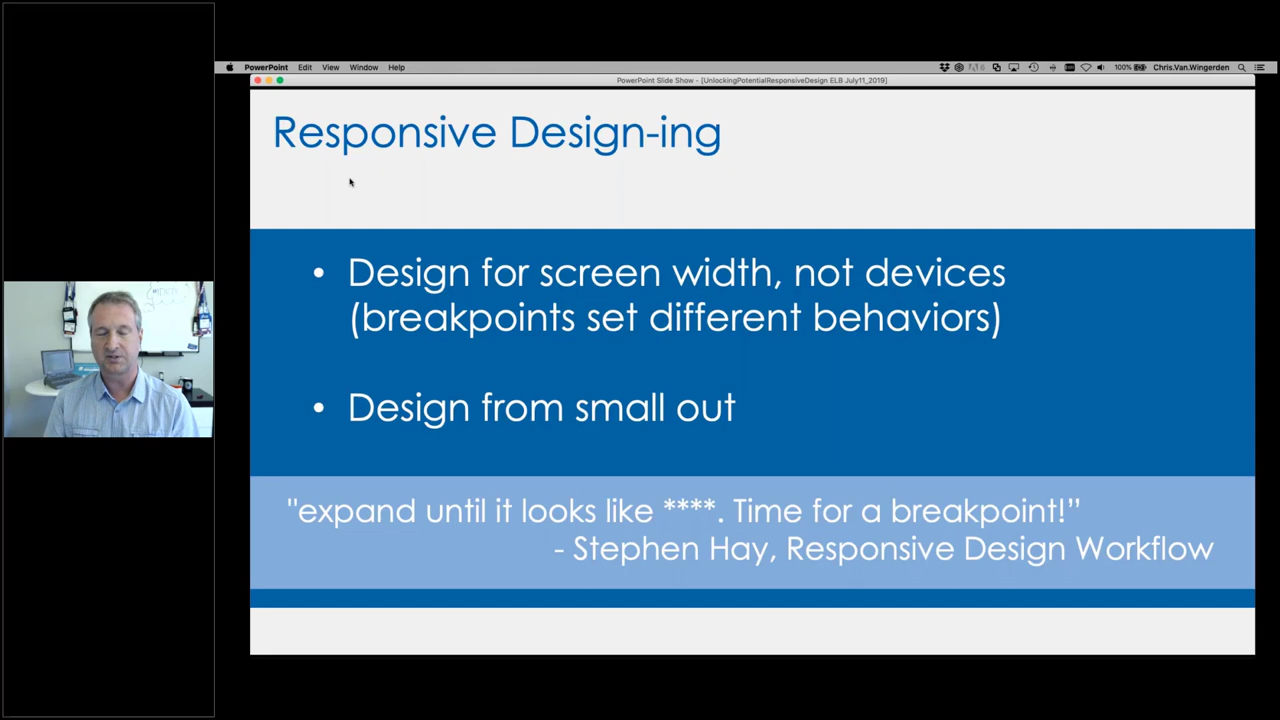 PowerPoint Edit View Window Help 100% Chris.Van.Wingerden
PowerPoint Slide Show - [UnlockingPotentialResponsiveDesign ELB July11_2019]
Responsive Design-ing
• Design for screen width, not devices
(breakpoints set different behaviors)
• Design from small out
"expand until it looks like ****. Time for a breakpoint!”
- Stephen Hay, Responsive Design Workflow